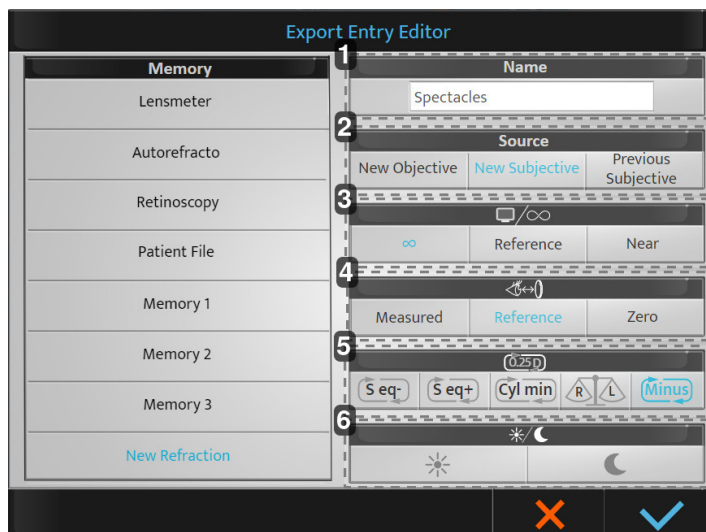 Export Entry Editor
Memory
Lensmeter
Autorefracto
Retinoscopy
Patient File
Memory 1
Memory 2
Memory 3
New Refraction
1
Name
Spectacles
2
Source
New Objective New Subjective Previous Subjective
3
/∞
∞ Reference Near
4
Measured Reference Zero
5
0.25D
S eq- S eq+ Cyl min R L Minus
6